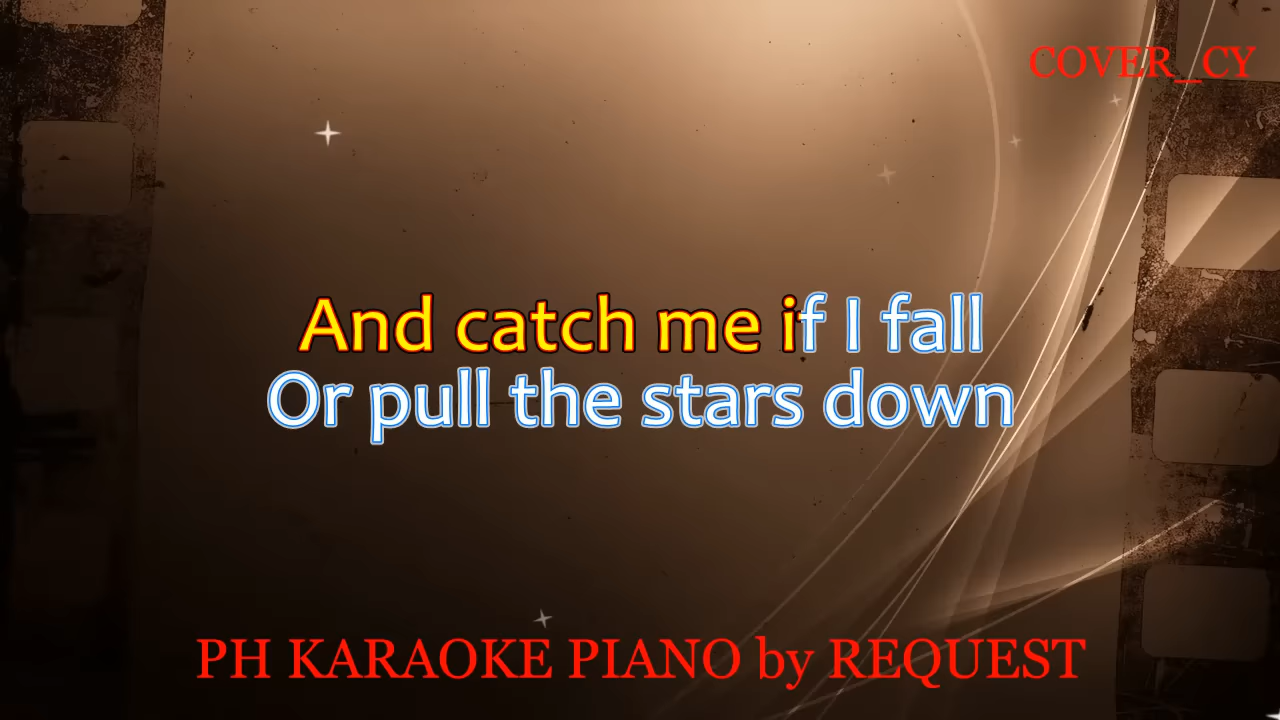 COVER_CY
And catch me if I fall
Or pull the stars down
PH KARAOKE PIANO by REQUEST